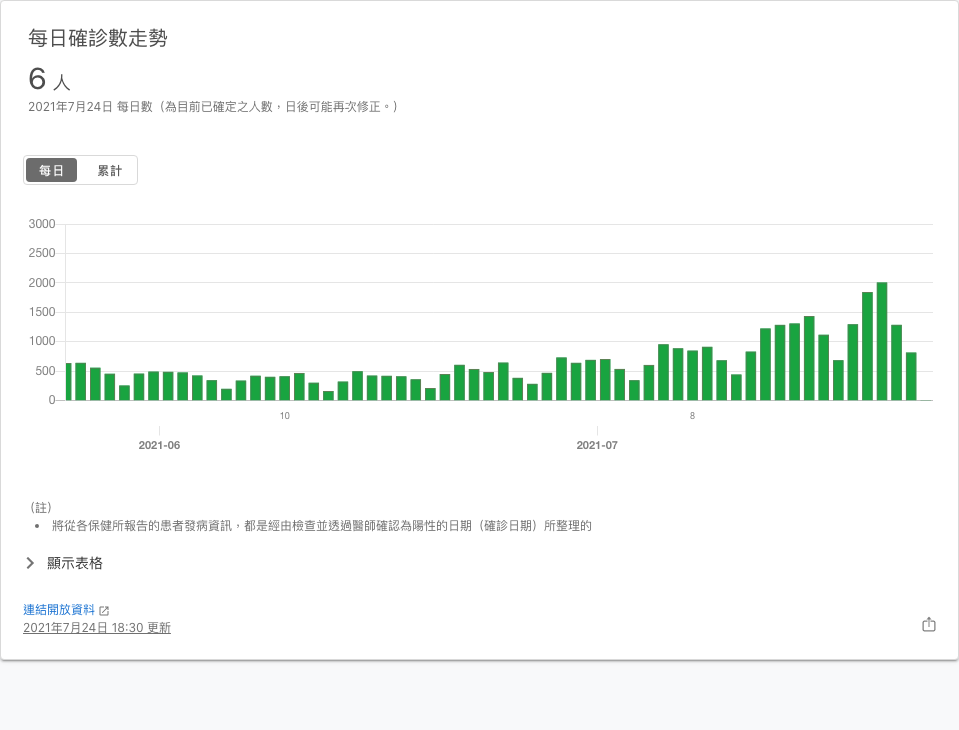 每日確診數走勢
6 人
2021年7月24日 每日數（為目前已確定之人數，日後可能再次修正。）
每日 累計
3000
2500
2000
1500
1000
500
0
10 8
2021-06 2021-07
（註）
• 將從各保健所報告的患者發病資訊，都是經由檢查並透過醫師確認為陽性的日期（確診日期）所整理的
顯示表格
連結開放資料
2021年7月24日 18:30 更新